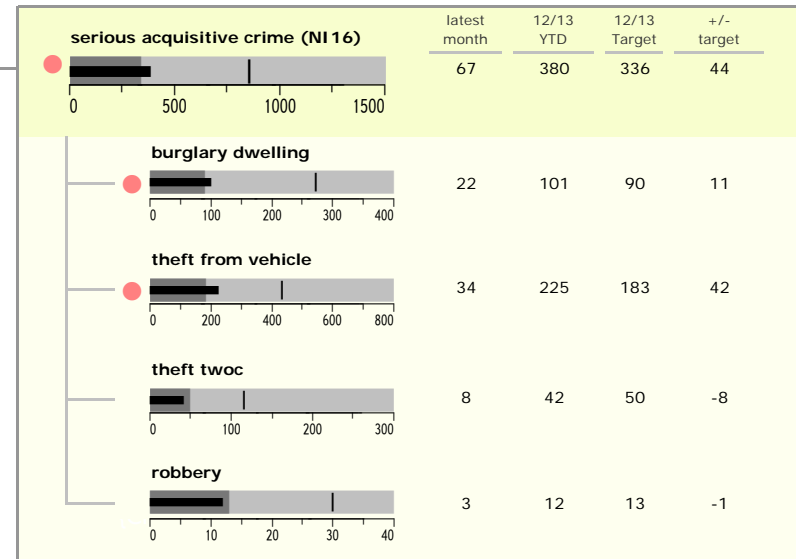 latest 12/13 12/13 +/-
serious acquisitive crime (NI16) month YTD Target target
67 380 336 44
0 500 1000 1500
burglary dwelling
22 101 90 11
0 100 200 300 400
theft from vehicle
34 225 183 42
0 200 400 600 800
theft twoc
8 42 50 -8
0 100 200 300
robbery
3 12 13 -1
0 10 20 30 40